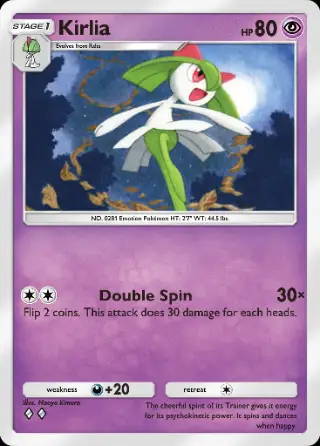 STAGE 1
Kirlia
HP 80
Evolves from Ralts
NO. 0281 Emotion Pokémon HT: 2'7" WT: 44.5 lbs.
Double Spin 30×
Flip 2 coins. This attack does 30 damage for each heads.
weakness +20 retreat
Illus. Naoyo Kimura
The cheerful spirit of its Trainer gives it energy
for its psychokinetic power. It spins and dances
when happy.